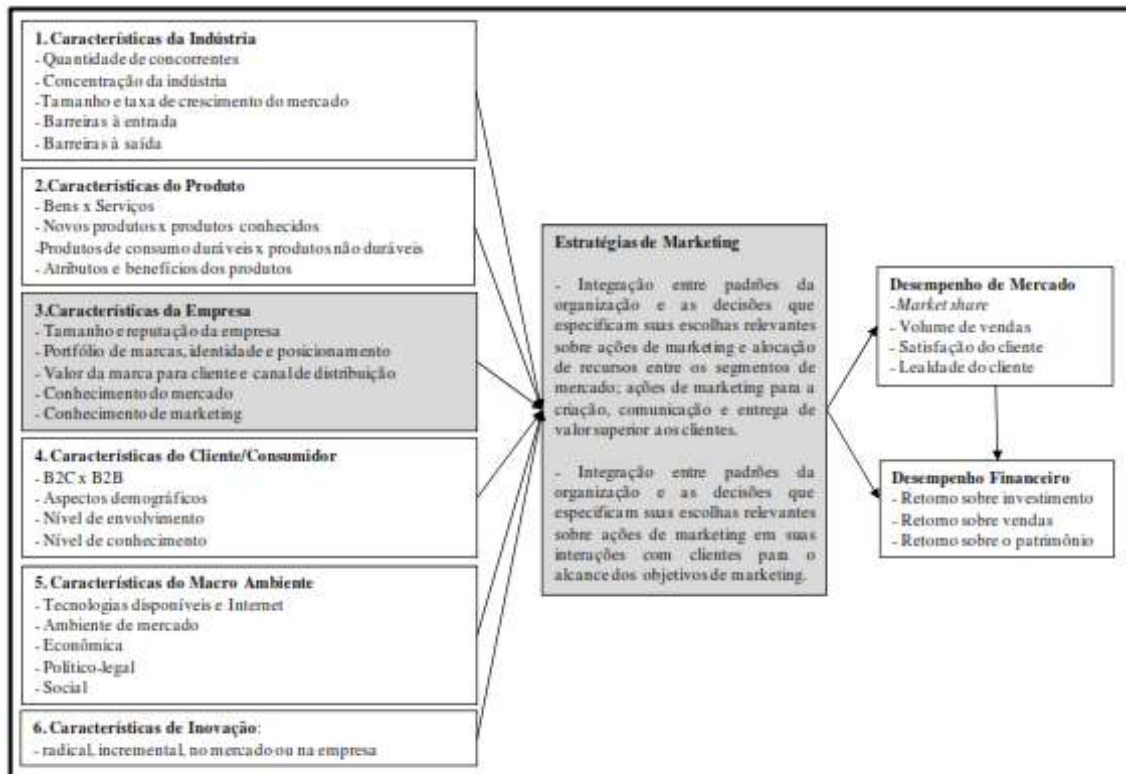 1. Características da Indústria
- Quantidade de concorrentes
- Concentração da indústria
-Tamanho e taxa de crescimento do mercado
- Barreiras à entrada
- Barreiras à saída
2.Características do Produto
- Bens x Serviços
- Novos produtos x produtos conhecidos
-Produtos de consumo duráveis x produtos não duráveis
- Atributos e benefícios dos produtos
3.Características da Empresa
- Tamanho e reputação da empresa
- Portfólio de marcas, identidade e posicionamento
- Valor da marca para cliente e canal de distribuição
- Conhecimento do mercado
- Conhecimento de marketing
4. Características do Cliente/Consumidor
- B2C x B2B
- Aspectos demográficos
- Nível de envolvimento
- Nível de conhecimento
5. Características do Macro Ambiente
- Tecnologias disponíveis e Internet
- Ambiente de mercado
- Econômica
- Político-legal
- Social
6. Características de Inovação:
- radical, incremental, no mercado ou na empresa
Estratégias de Marketing
- Integração entre padrões da
organização e as decisões que
especificam suas escolhas relevantes
sobre ações de marketing e alocação
de recursos entre os segmentos de
mercado; ações de marketing para a
criação, comunicação e entrega de
valor superior aos clientes.
- Integração entre padrões da
organização e as decisões que
especificam suas escolhas relevantes
sobre ações de marketing em suas
interações com clientes para o
alcance dos objetivos de marketing.
Desempenho de Mercado
- Market share
- Volume de vendas
- Satisfação do cliente
- Lealdade do cliente
Desempenho Financeiro
- Retorno sobre investimento
- Retorno sobre vendas
- Retorno sobre o patrimônio